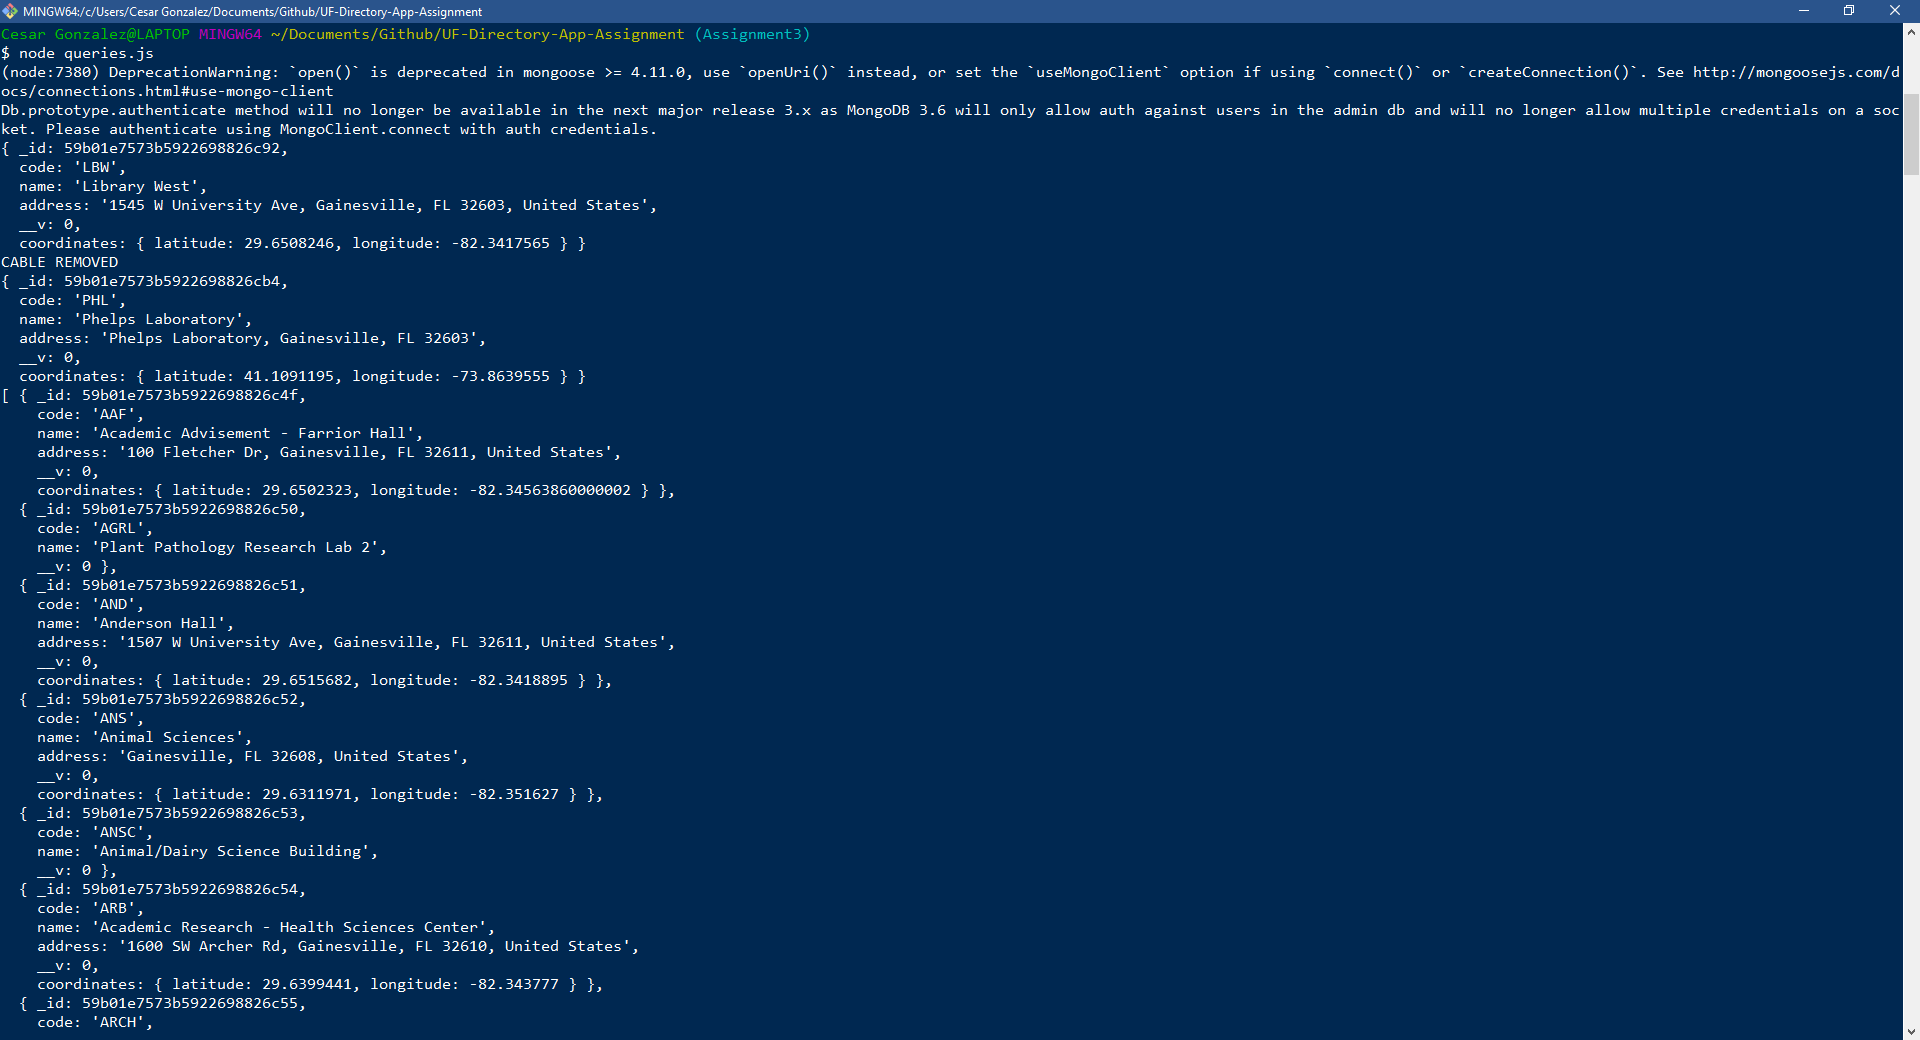 MINGW64:/c/Users/Cesar Gonzalez/Documents/Github/UF-Directory-App-Assignment
Cesar Gonzalez@LAPTOP MINGW64 ~/Documents/Github/UF-Directory-App-Assignment (Assignment3)
$ node queries.js
(node:7380) DeprecationWarning: `open()` is deprecated in mongoose >= 4.11.0, use `openUri()` instead, or set the `useMongoClient` option if using `connect()` or `createConnection()`. See http://mongoosejs.com/d
ocs/connections.html#use-mongo-client
Db.prototype.authenticate method will no longer be available in the next major release 3.x as MongoDB 3.6 will only allow auth against users in the admin db and will no longer allow multiple credentials on a soc
ket. Please authenticate using MongoClient.connect with auth credentials.
{ _id: 59b01e7573b5922698826c92,
  code: 'LBW',
  name: 'Library West',
  address: '1545 W University Ave, Gainesville, FL 32603, United States',
  __v: 0,
  coordinates: { latitude: 29.6508246, longitude: -82.3417565 } }
CABLE REMOVED
{ _id: 59b01e7573b5922698826cb4,
  code: 'PHL',
  name: 'Phelps Laboratory',
  address: 'Phelps Laboratory, Gainesville, FL 32603',
  __v: 0,
  coordinates: { latitude: 41.1091195, longitude: -73.8639555 } }
[ { _id: 59b01e7573b5922698826c4f,
    code: 'AAF',
    name: 'Academic Advisement - Farrior Hall',
    address: '100 Fletcher Dr, Gainesville, FL 32611, United States',
    __v: 0,
    coordinates: { latitude: 29.6502323, longitude: -82.34563860000002 } },
  { _id: 59b01e7573b5922698826c50,
    code: 'AGRL',
    name: 'Plant Pathology Research Lab 2',
    __v: 0 },
  { _id: 59b01e7573b5922698826c51,
    code: 'AND',
    name: 'Anderson Hall',
    address: '1507 W University Ave, Gainesville, FL 32611, United States',
    __v: 0,
    coordinates: { latitude: 29.6515682, longitude: -82.3418895 } },
  { _id: 59b01e7573b5922698826c52,
    code: 'ANS',
    name: 'Animal Sciences',
    address: 'Gainesville, FL 32608, United States',
    __v: 0,
    coordinates: { latitude: 29.6311971, longitude: -82.351627 } },
  { _id: 59b01e7573b5922698826c53,
    code: 'ANSC',
    name: 'Animal/Dairy Science Building',
    __v: 0 },
  { _id: 59b01e7573b5922698826c54,
    code: 'ARB',
    name: 'Academic Research - Health Sciences Center',
    address: '1600 SW Archer Rd, Gainesville, FL 32610, United States',
    __v: 0,
    coordinates: { latitude: 29.6399441, longitude: -82.343777 } },
  { _id: 59b01e7573b5922698826c55,
    code: 'ARCH',